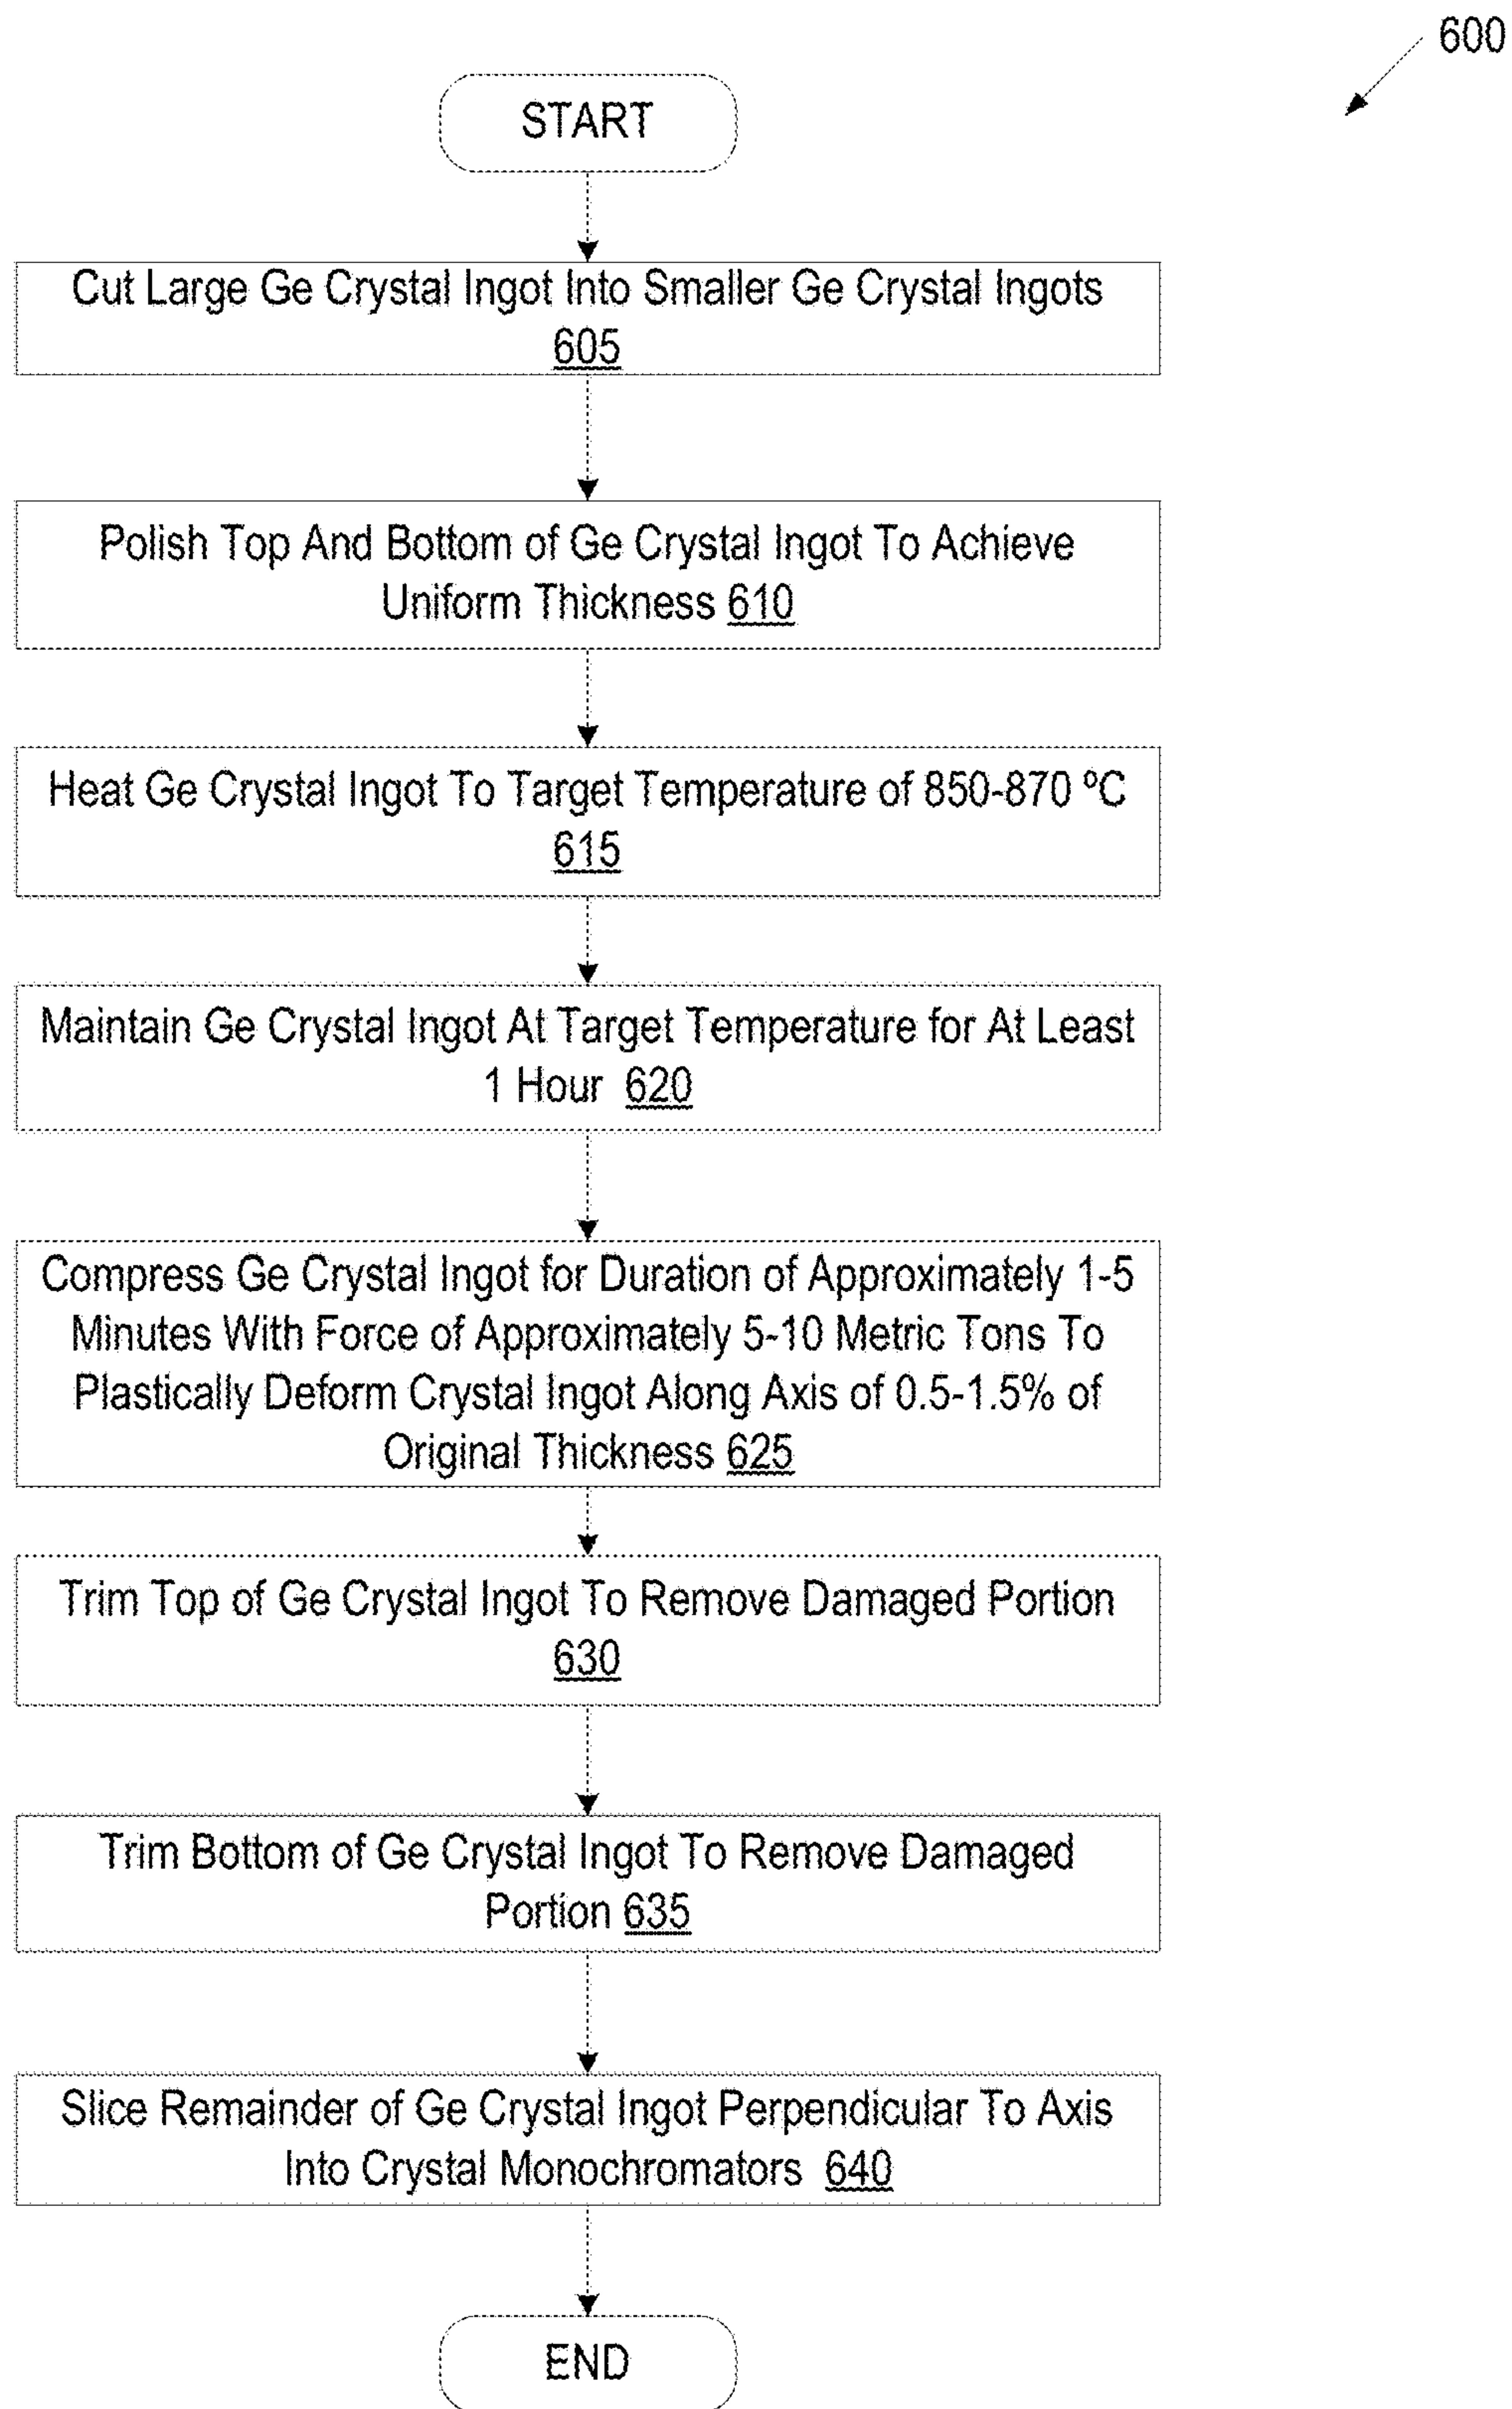 600
START
Cut Large Ge Crystal Ingot Into Smaller Ge Crystal Ingots
605
Polish Top And Bottom of Ge Crystal Ingot To Achieve
Uniform Thickness 610
Heat Ge Crystal Ingot To Target Temperature of 850-870 ºC
615
Maintain Ge Crystal Ingot At Target Temperature for At Least
1 Hour 620
Compress Ge Crystal Ingot for Duration of Approximately 1-5
Minutes With Force of Approximately 5-10 Metric Tons To
Plastically Deform Crystal Ingot Along Axis of 0.5-1.5% of
Original Thickness 625
Trim Top of Ge Crystal Ingot To Remove Damaged Portion
630
Trim Bottom of Ge Crystal Ingot To Remove Damaged
Portion 635
Slice Remainder of Ge Crystal Ingot Perpendicular To Axis
Into Crystal Monochromators 640
END